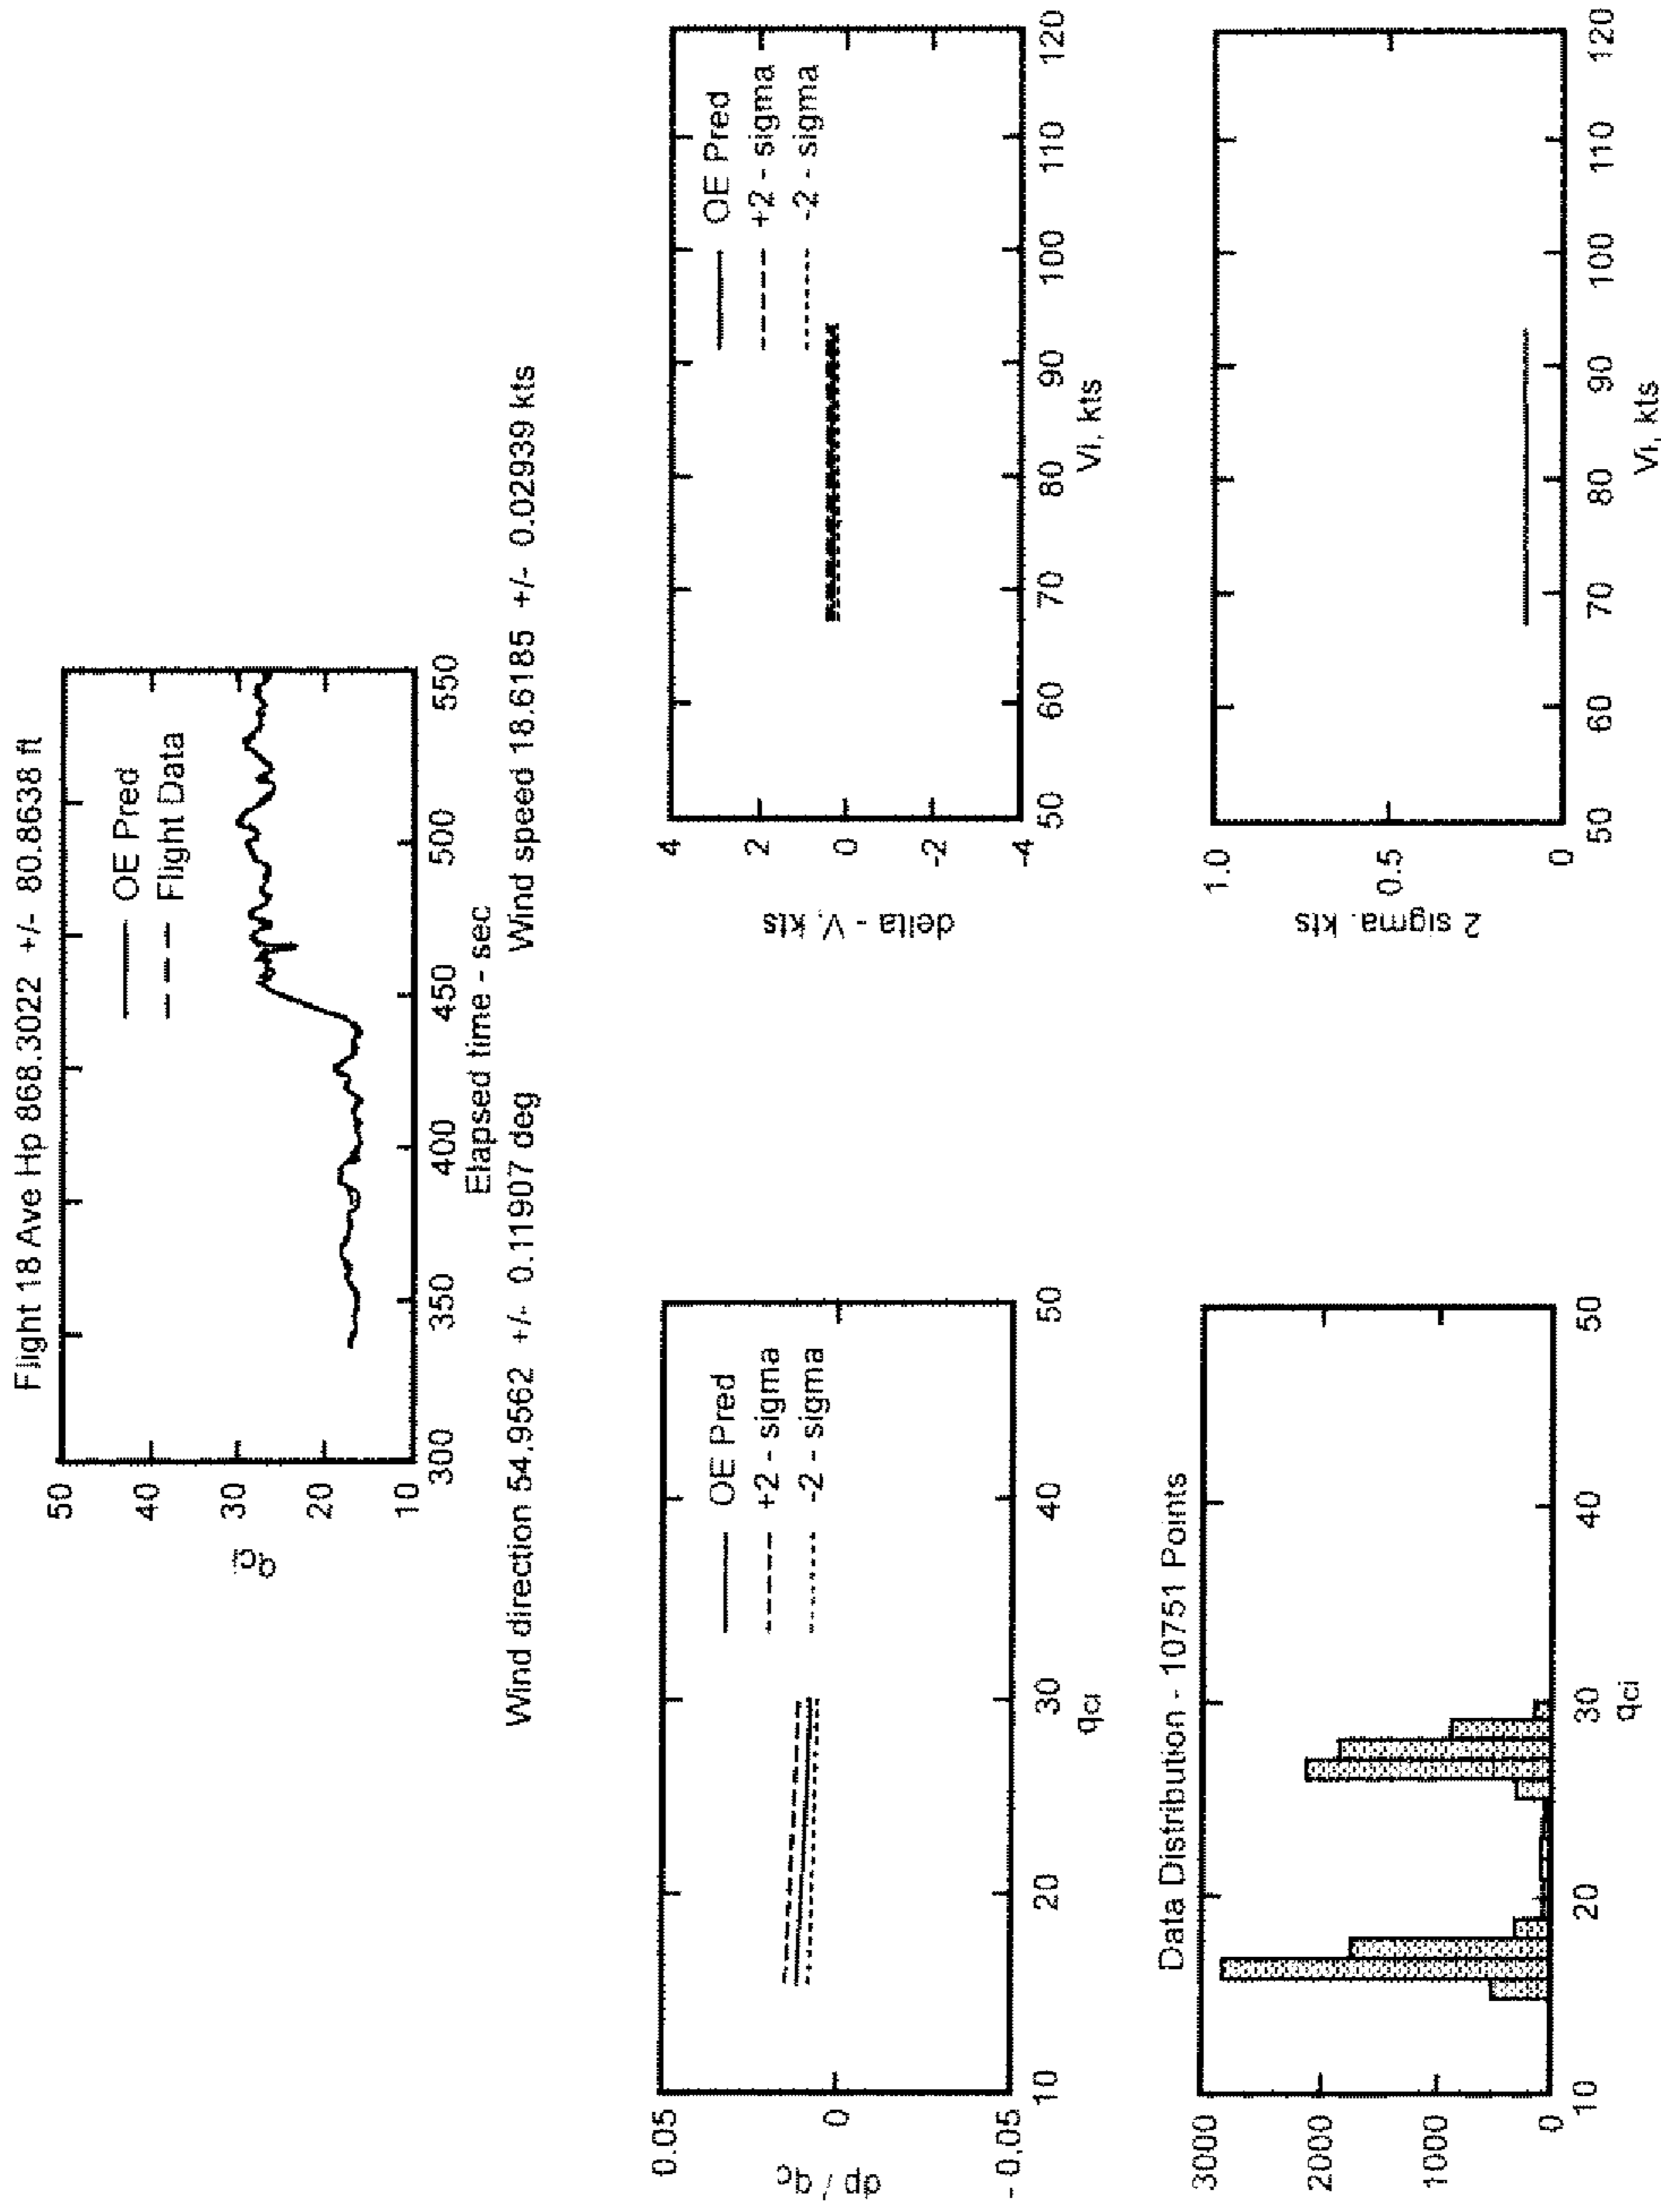 Flight 18 Ave Hp 868.3022 +/- 80.8638 ft
50
40
30
20
10
qci
OE Pred
Flight Data
300 350 400 450 500 550
Elapsed time - sec
Wind direction 54.9562 +/- 0.11907 deg
Wind speed 18.6185 +/- 0.02939 kts
0.05
0
-0.05
dp / qc
OE Pred
+2 - sigma
-2 - sigma
10 20 30 40 50
qci
4
2
0
-2
-4
delta - V, kts
OE Pred
+2 - sigma
-2 - sigma
50 60 70 80 90 100 110 120
Vi, kts
Data Distribution - 10751 Points
3000
2000
1000
0
10 20 30 40 50
qci
1.0
0.5
0
2 sigma. kts
50 60 70 80 90 100 110 120
Vi, kts